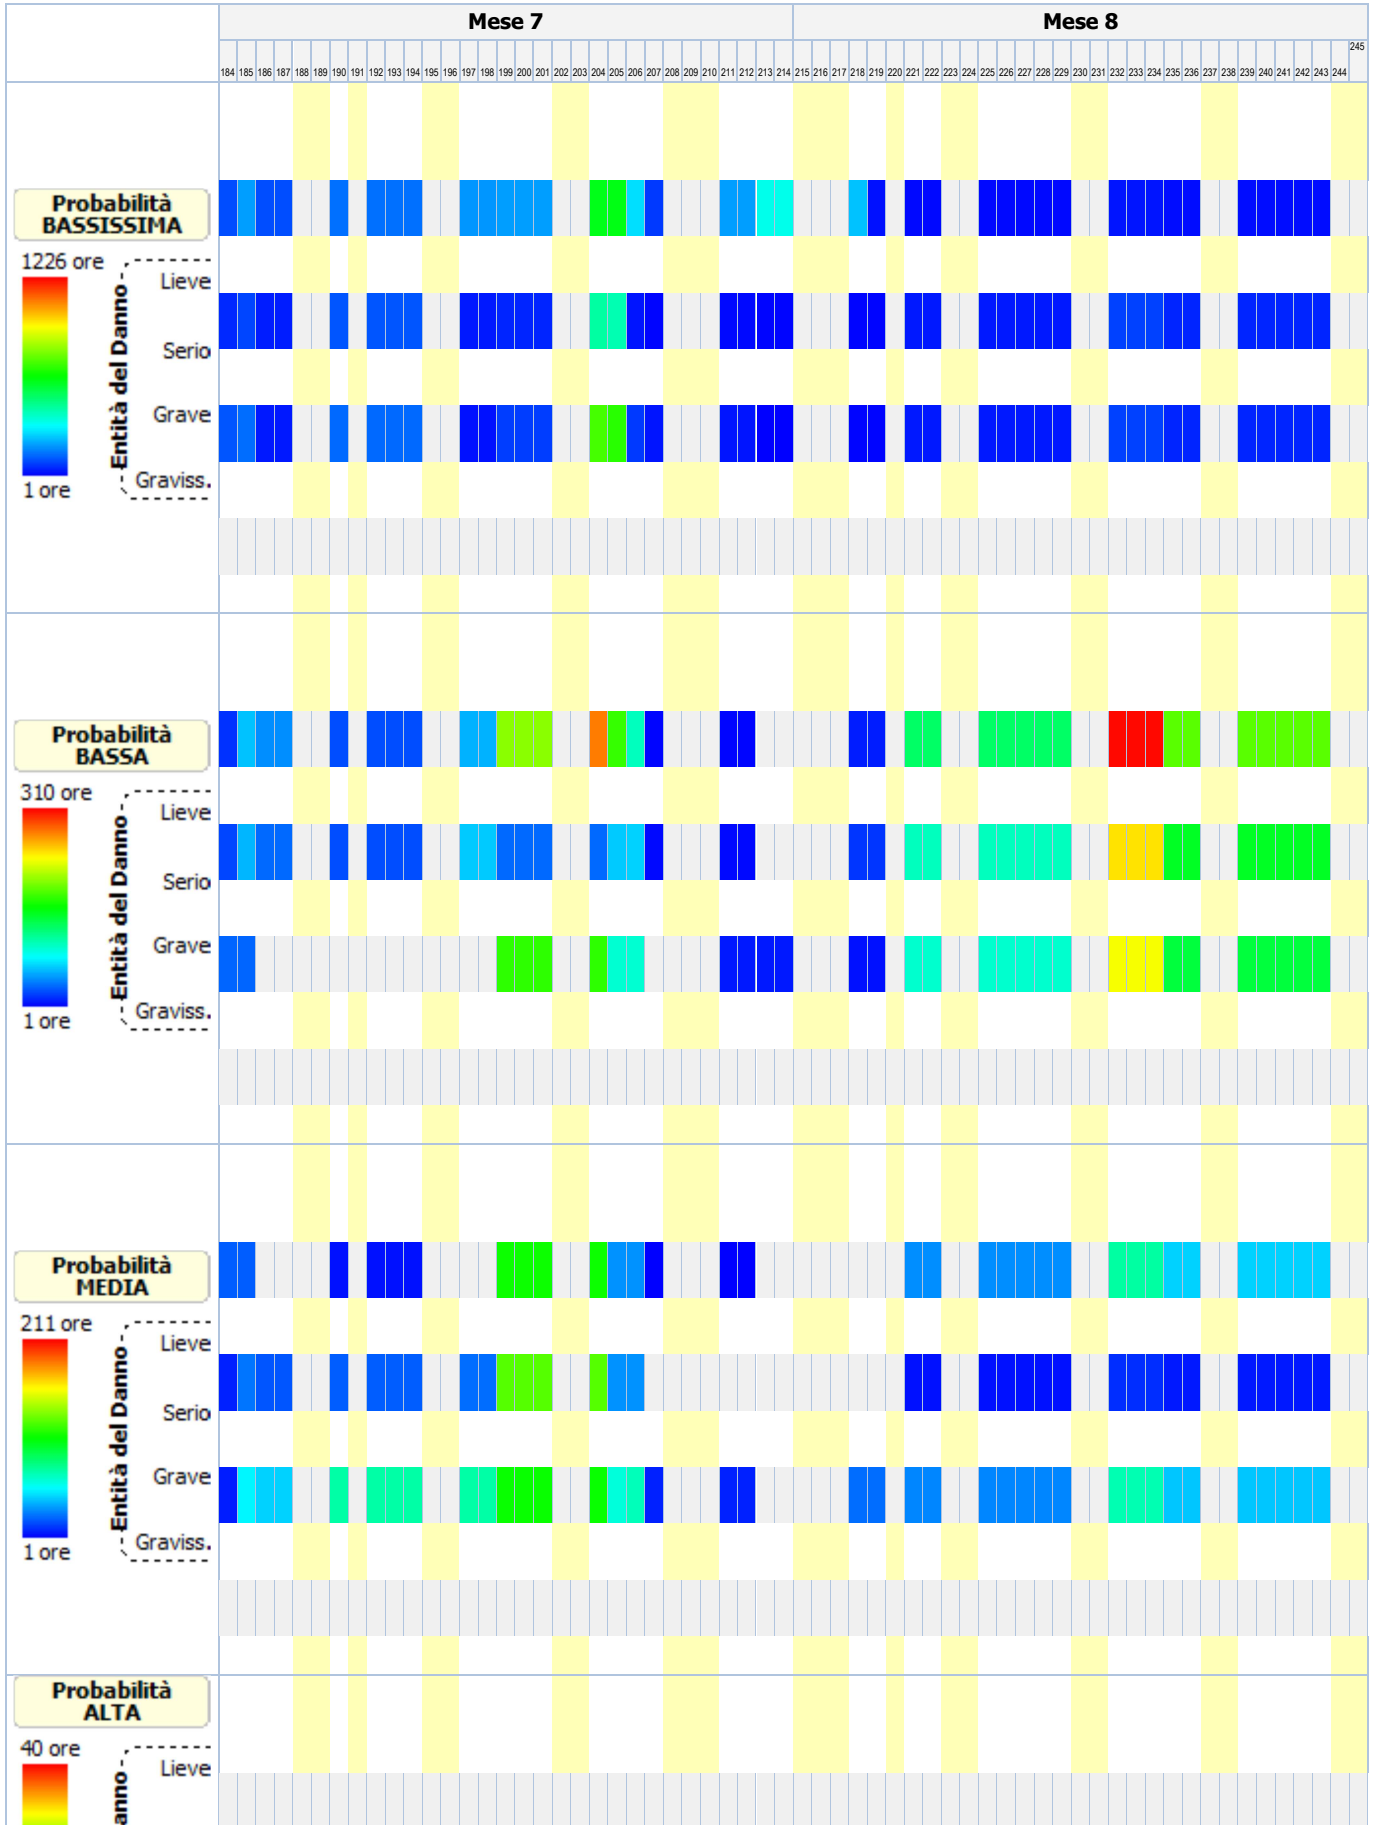 Mese 7 Mese 8
245
184 185 186 187 188 189 190 191 192 193 194 195 196 197 198 199 200 201 202 203 204 205 206 207 208 209 210 211 212 213 214 215 216 217 218 219 220 221 222 223 224 225 226 227 228 229 230 231 232 233 234 235 236 237 238 239 240 241 242 243 244
Probabilità
BASSISSIMA
1226 ore
Lieve
Serio
Entità del Danno
Grave
Graviss.
1 ore
Probabilità
BASSA
310 ore
Lieve
Serio
Entità del Danno
Grave
Graviss.
1 ore
Probabilità
MEDIA
211 ore
Lieve
Serio
Entità del Danno
Grave
Graviss.
1 ore
Probabilità
ALTA
40 ore
Lieve
anno